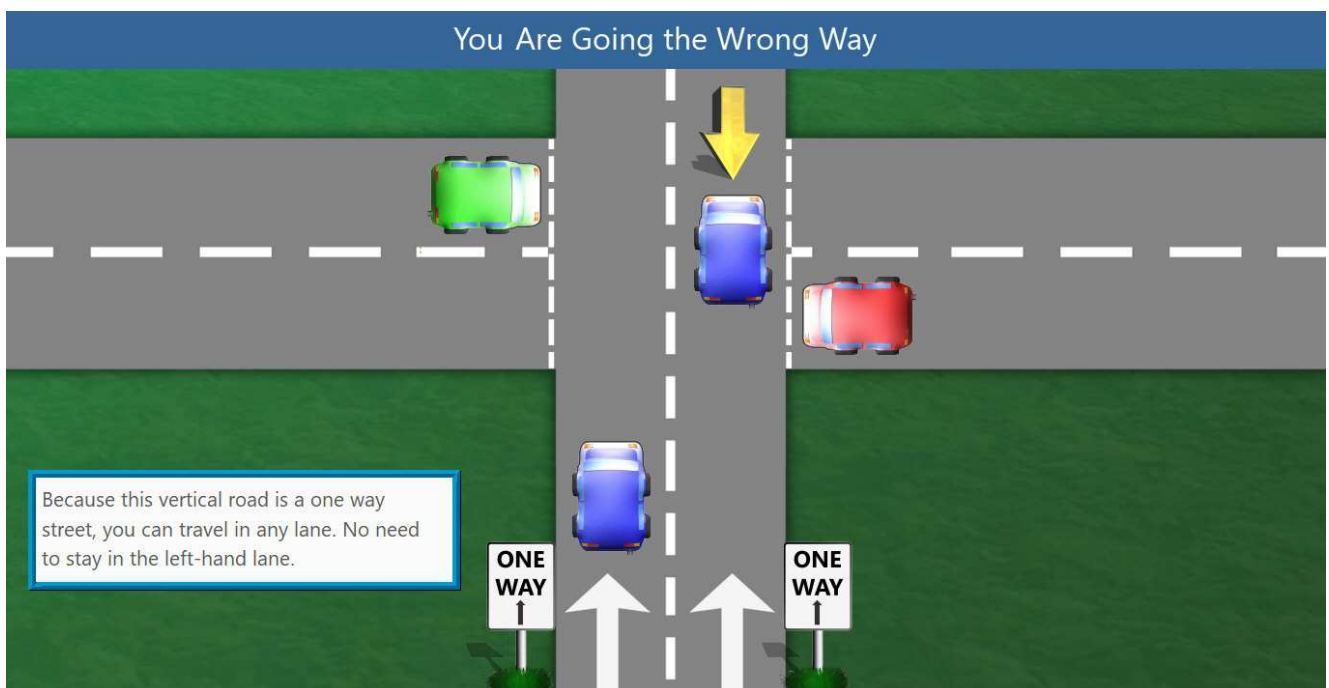 You Are Going the Wrong Way
Because this vertical road is a one way
street, you can travel in any lane. No need
to stay in the left-hand lane.
ONE
WAY
ONE
WAY